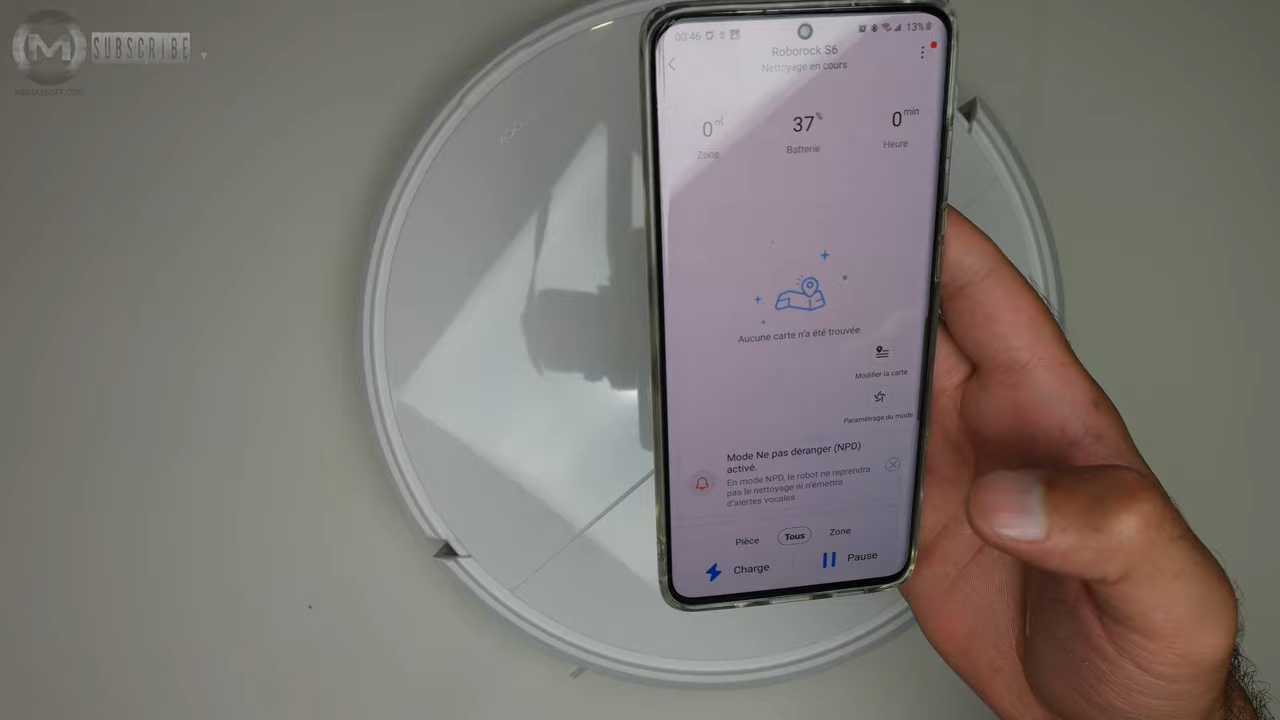 M
SUBSCRIBE
00:46
13%
Roborock S6
Nettoyage en cours
0 m²
37 %
0 min
Zone
Batterie
Heure
Aucune carte n'a été trouvée
Modifier la carte
Paramétrage du mode
Mode Ne pas déranger (NPD)
activé.
En mode NPD, le robot ne reprendra
pas le nettoyage ni n'émettra
d'alertes vocales
Pièce
Tous
Zone
Charge
Pause